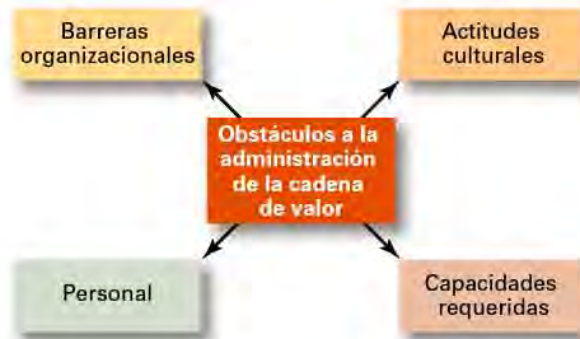 Barreras
organizacionales
Actitudes
culturales
Obstáculos a la
administración
de la cadena
de valor
Personal
Capacidades
requeridas